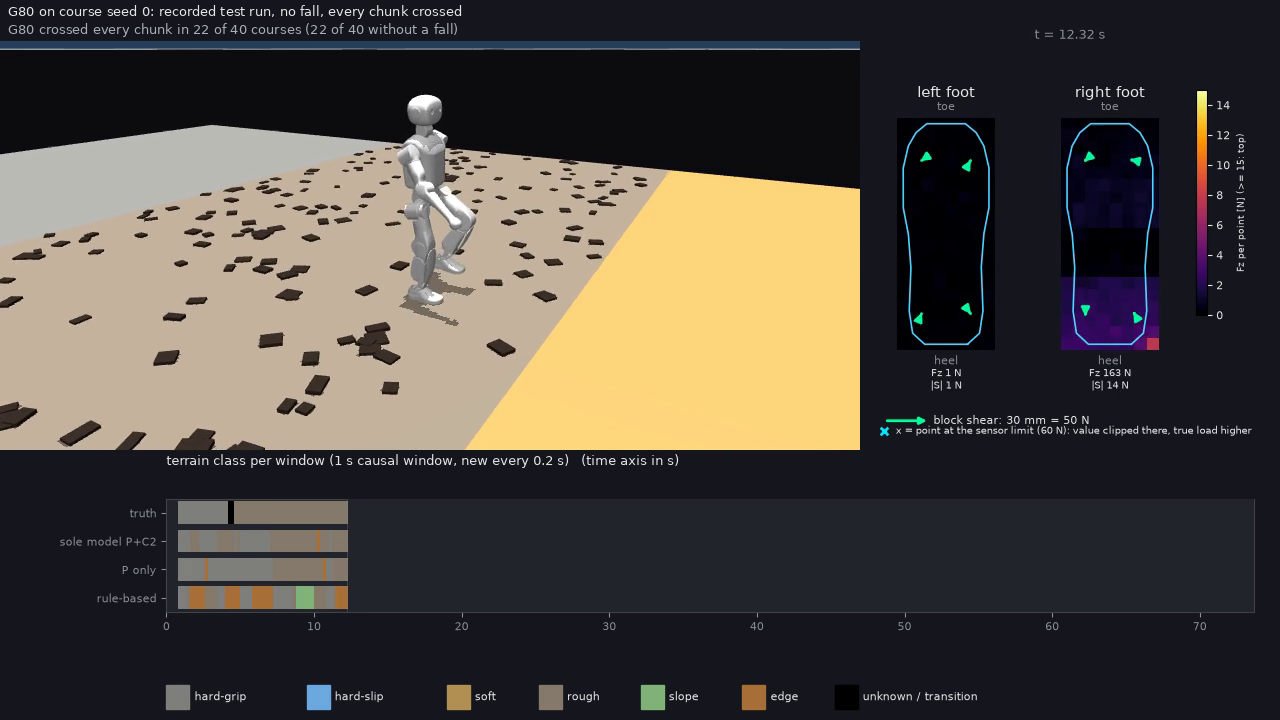 G80 on course seed 0: recorded test run, no fall, every chunk crossed
G80 crossed every chunk in 22 of 40 courses (22 of 40 without a fall)
t = 12.32 s
left foot
toe
heel
Fz 1 N
|S| 1 N
right foot
toe
heel
Fz 163 N
|S| 14 N
14
12
10
8
6
4
2
0
Fz per point [N] (>= 15: top)
block shear: 30 mm = 50 N
x = point at the sensor limit (60 N): value clipped there, true load higher
terrain class per window (1 s causal window, new every 0.2 s)   (time axis in s)
truth
sole model P+C2
P only
rule-based
0 10 20 30 40 50 60 70
hard-grip hard-slip soft rough slope edge unknown / transition